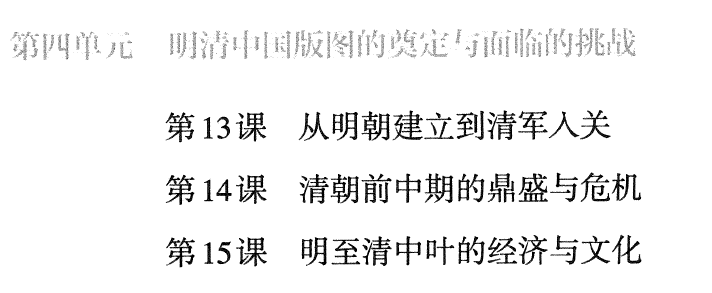 第四单元 明清中国版图的奠定与面临的挑战
第13课 从明朝建立到清军入关
第14课 清朝前中期的鼎盛与危机
第15课 明至清中叶的经济与文化